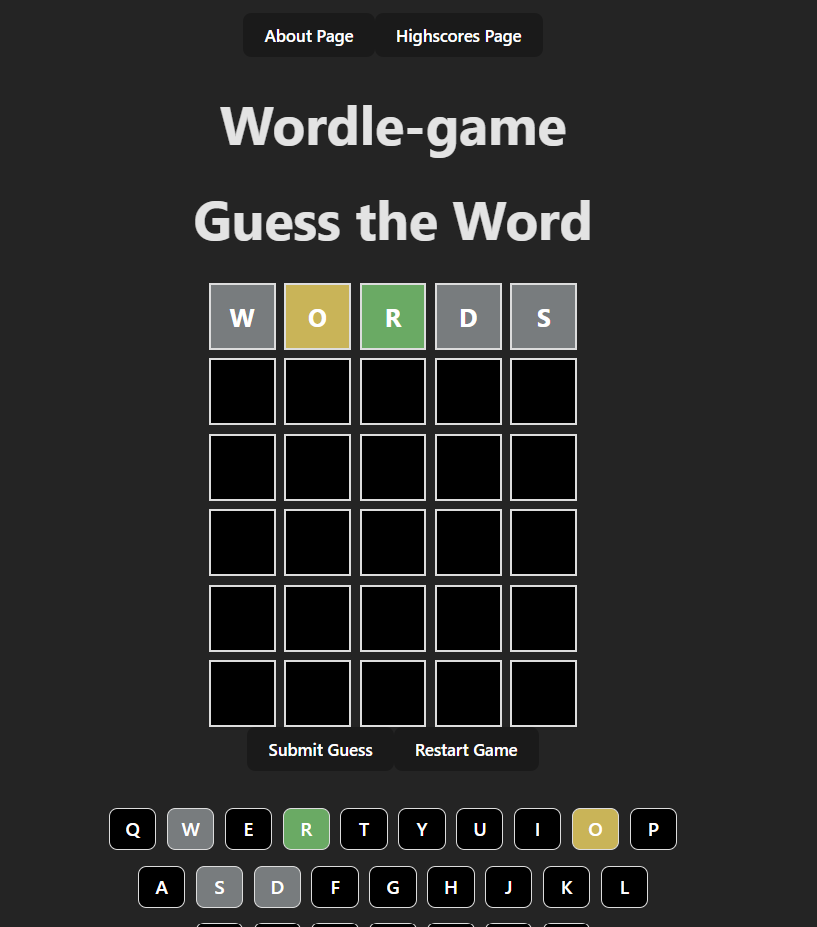 About Page Highscores Page
Wordle-game
Guess the Word
W O R D S
Submit Guess Restart Game
Q W E R T Y U I O P
A S D F G H J K L